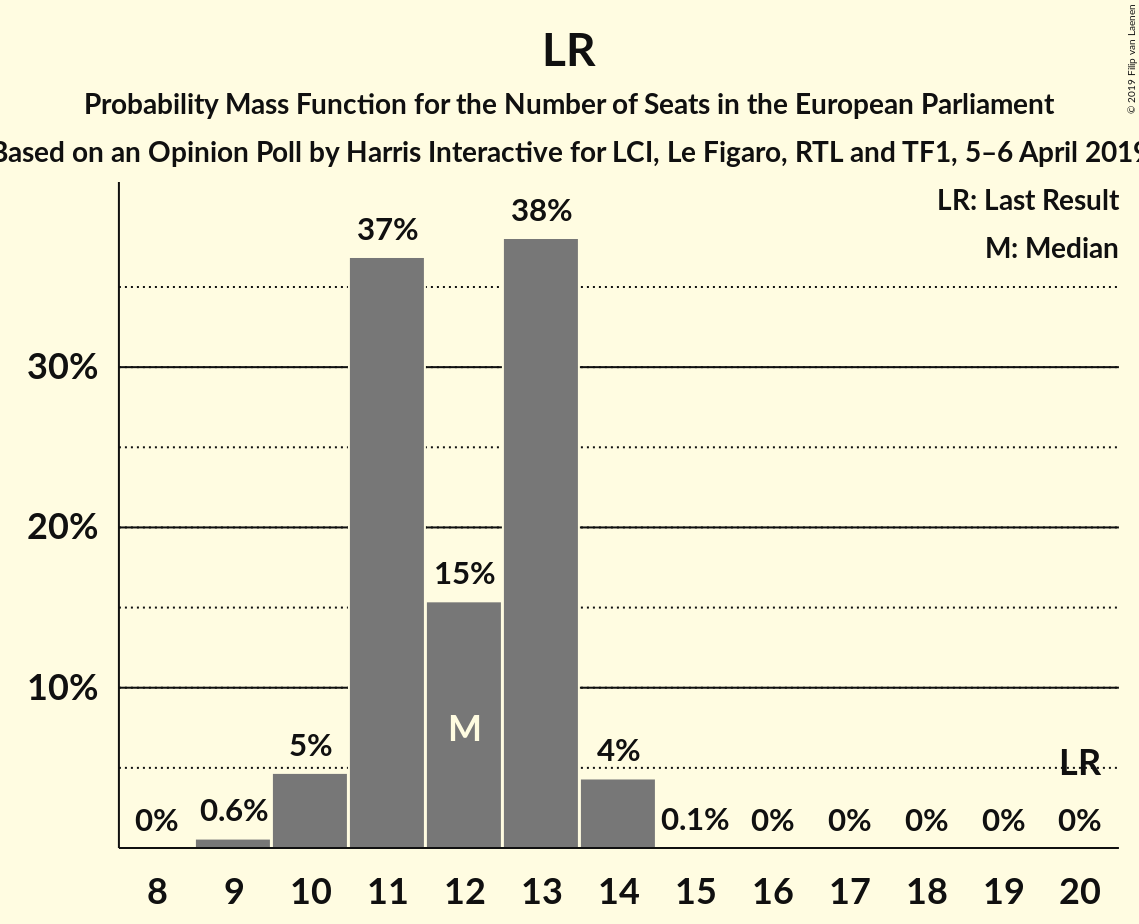 LR
Probability Mass Function for the Number of Seats in the European Parliament
Based on an Opinion Poll by Harris Interactive for LCI, Le Figaro, RTL and TF1, 5–6 April 2019
© 2019 Filip van Laenen
LR: Last Result
M: Median
38%
37%
30%
20%
15%
10%
M
5%
4%
LR
0%
0.6%
0.1%
0%
0%
0%
0%
0%
8 9 10 11 12 13 14 15 16 17 18 19 20